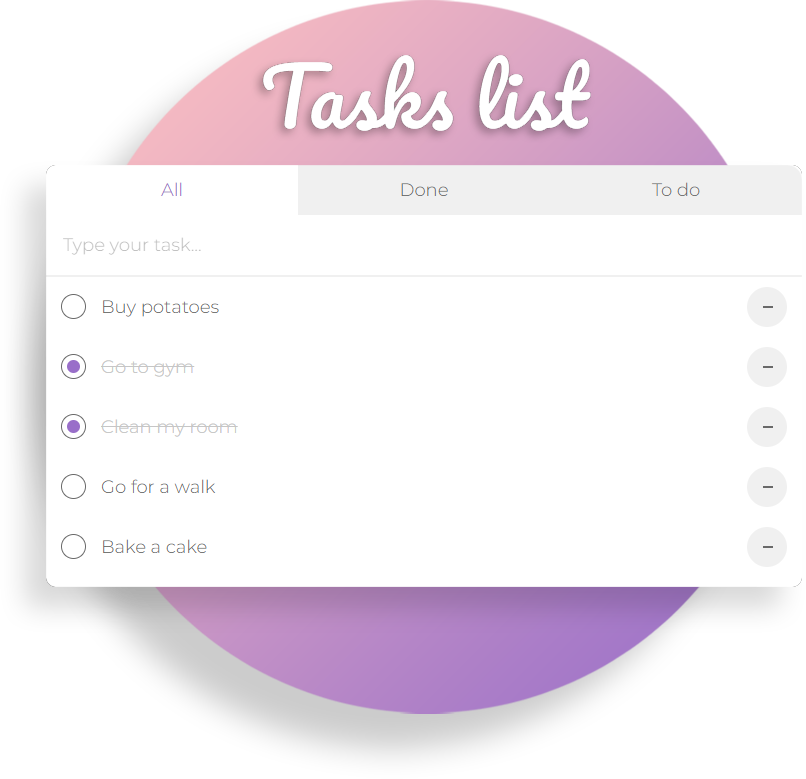 Tasks list
All Done To do
Type your task...
Buy potatoes
Go to gym
Clean my room
Go for a walk
Bake a cake